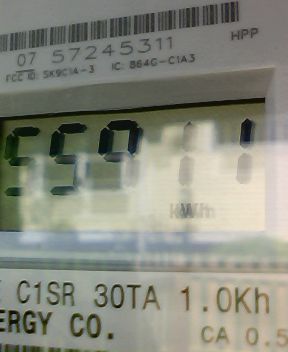 07 57245311
HPP
FCC ID: SK9C1A-3 IC: 864G-C1A3
55911
kWh
C1SR 30TA 1.0Kh
ERGY CO.
CA 0.5